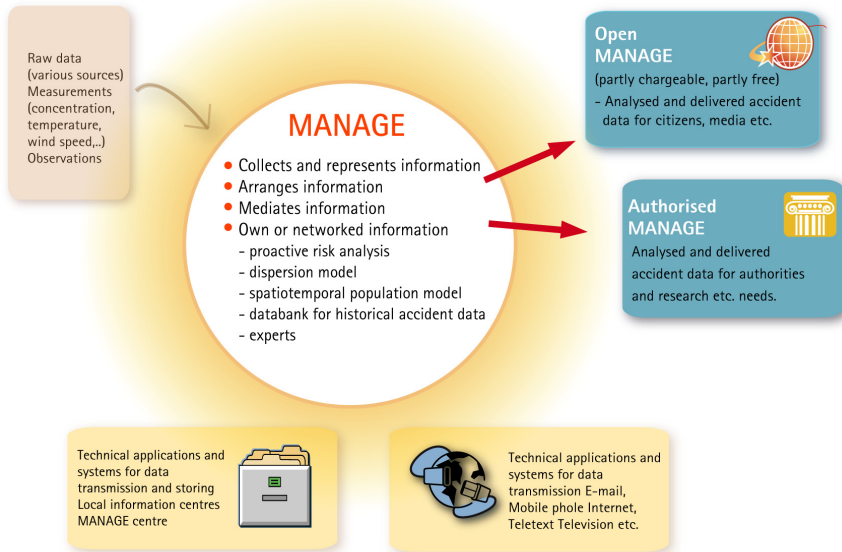 Raw data
(various sources)
Measurements
(concentration,
temperature,
wind speed,..)
Observations
MANAGE
• Collects and represents information
• Arranges information
• Mediates information
• Own or networked information
- proactive risk analysis
- dispersion model
- spatiotemporal population model
- databank for historical accident data
- experts
Open
MANAGE
(partly chargeable, partly free)
- Analysed and delivered accident
data for citizens, media etc.
Authorised
MANAGE
Analysed and delivered
accident data for authorities
and research etc. needs.
Technical applications and
systems for data
transmission and storing
Local information centres
MANAGE centre
Technical applications and
systems for data
transmission E-mail,
Mobile phole Internet,
Teletext Television etc.